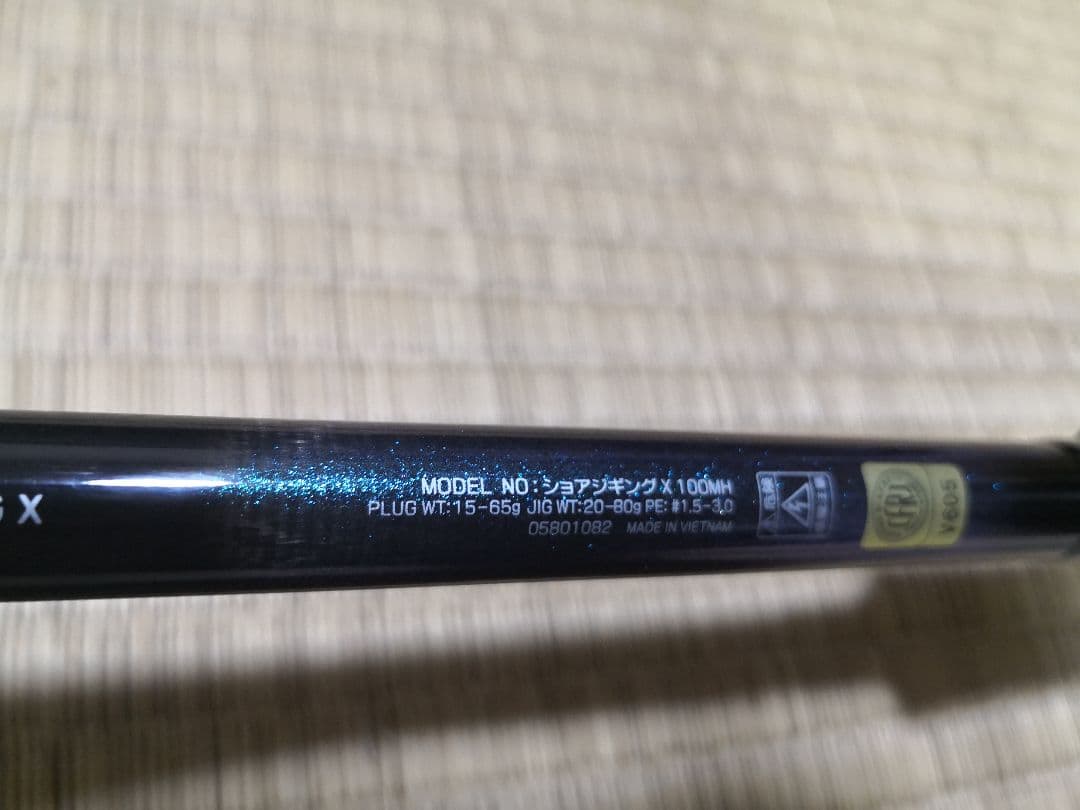 G X
MODEL NO:ショアジギングX 100MH
PLUG WT:15-65g JIG WT:20-80g PE:#1.5-3.0
05801082 MADE IN VIETNAM